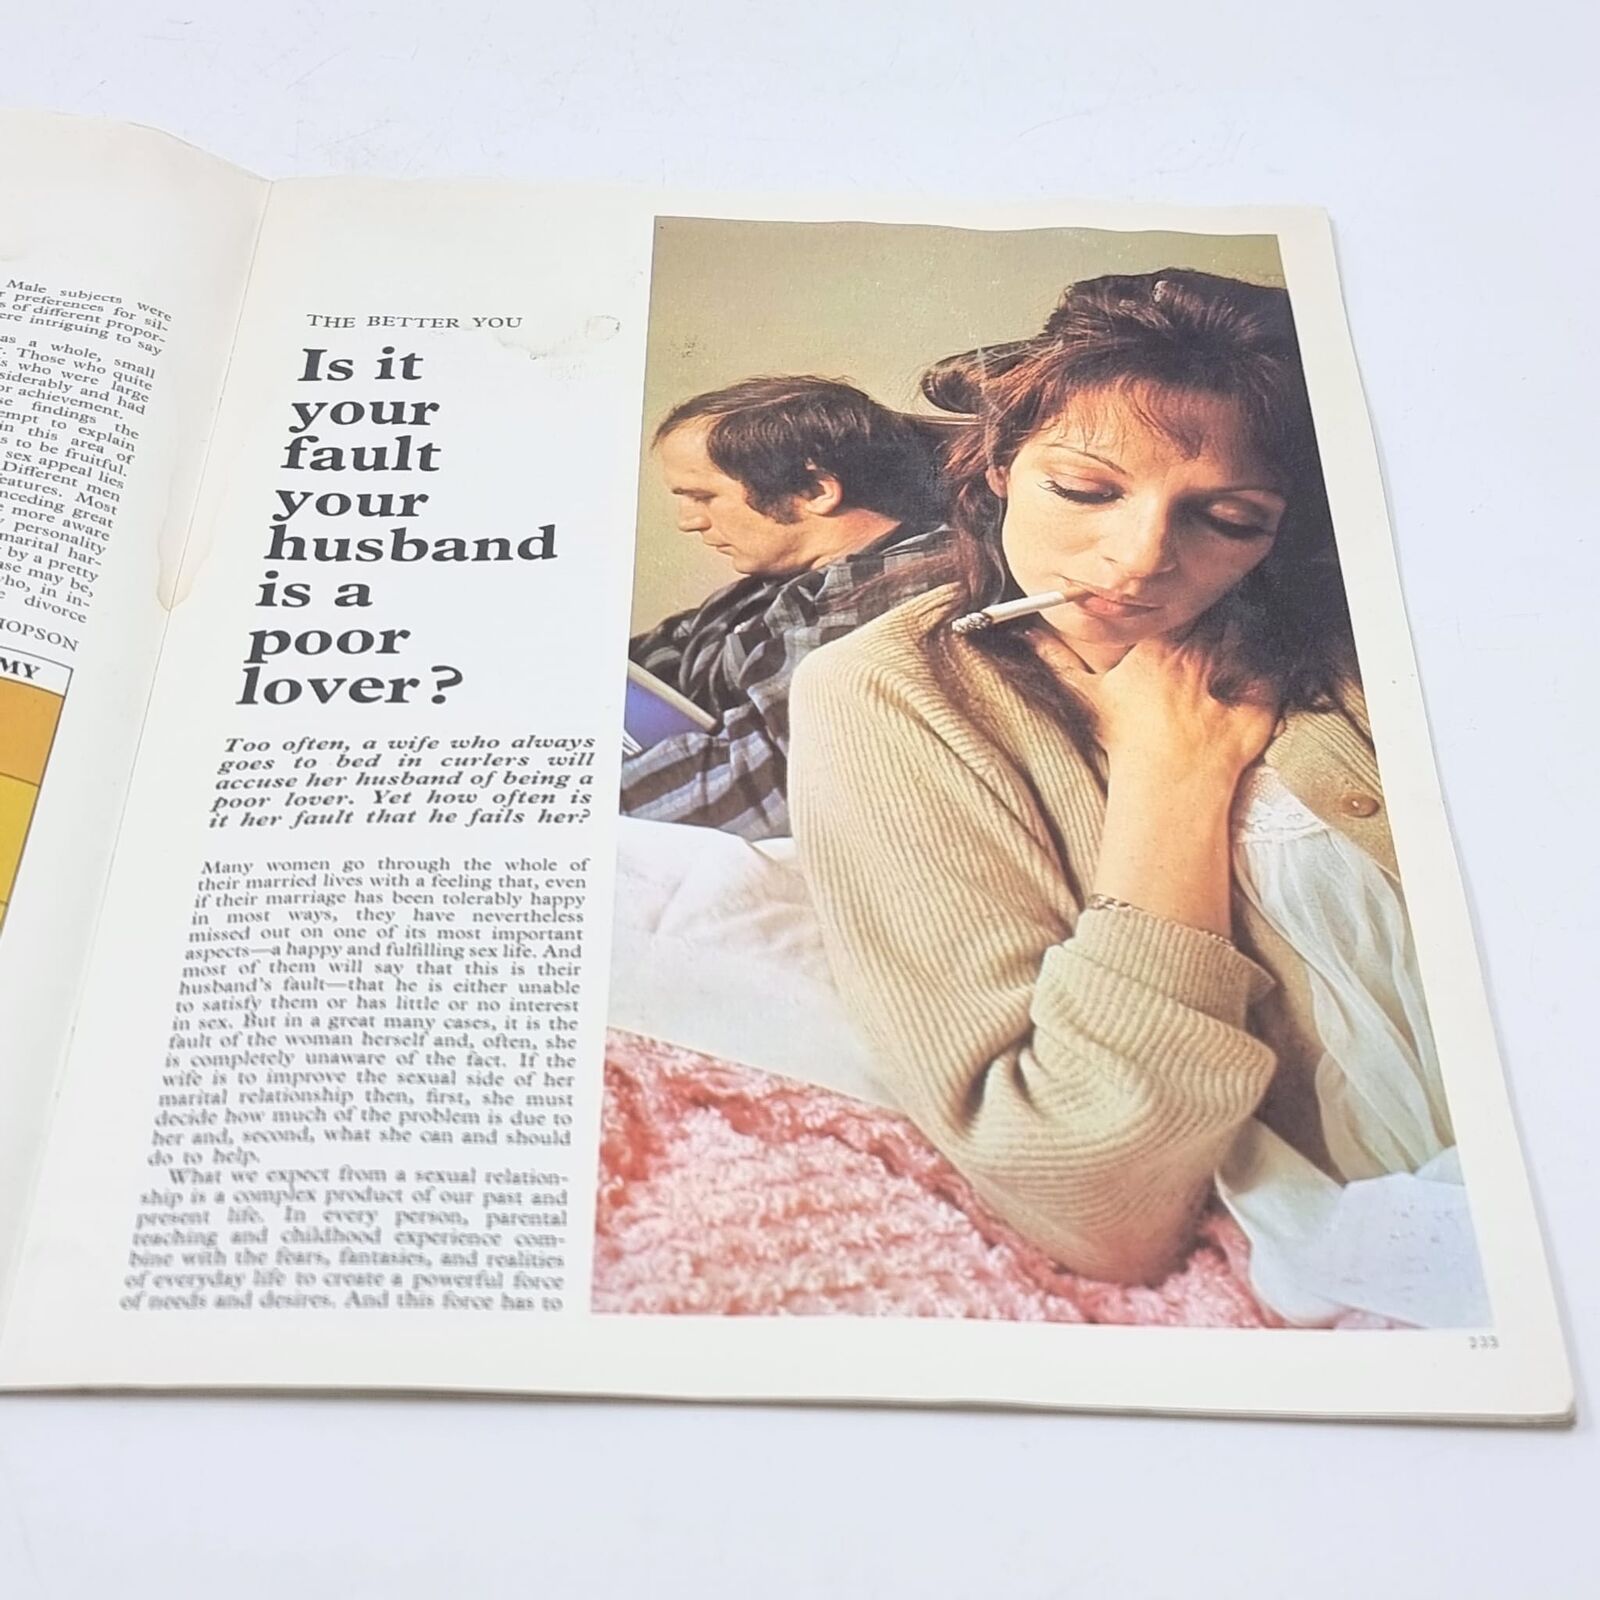 Male subjects were
preferences for sil-
s of different propor-
ere intriguing to say
as a whole, small
. Those who quite
s who were large
siderably and had
or achievement.
se findings the
empt to explain
in this area of
s to be fruitful.
sex appeal lies
Different men
eatures. Most
nceding great
e more aware
y personality
marital har-
by a pretty
ase may be,
who, in in-
divorce
HOPSON
MY
THE BETTER YOU
Is it
your
fault
your
husband
is a
poor
lover?
Too often, a wife who always
goes to bed in curlers will
accuse her husband of being a
poor lover. Yet how often is
it her fault that he fails her?
Many women go through the whole of
their married lives with a feeling that, even
if their marriage has been tolerably happy
in most ways, they have nevertheless
missed out on one of its most important
aspects—a happy and fulfilling sex life. And
most of them will say that this is their
husband's fault—that he is either unable
to satisfy them or has little or no interest
in sex. But in a great many cases, it is the
fault of the woman herself and, often, she
is completely unaware of the fact. If the
wife is to improve the sexual side of her
marital relationship then, first, she must
decide how much of the problem is due to
her and, second, what she can and should
do to help.
What we expect from a sexual relation-
ship is a complex product of our past and
present life. In every person, parental
teaching and childhood experience com-
bine with the fears, fantasies, and realities
of everyday life to create a powerful force
of needs and desires. And this force has to
233